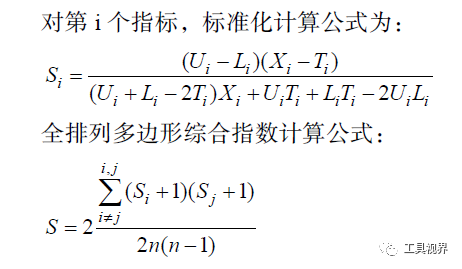 对第 i 个指标，标准化计算公式为：
S_i = \frac{(U_i - L_i)(X_i - T_i)}{(U_i + L_i - 2T_i)X_i + U_iT_i + L_iT_i - 2U_iL_i}
全排列多边形综合指数计算公式：
S = 2\frac{\sum_{i \neq j}^{i,j}(S_i + 1)(S_j + 1)}{2n(n-1)}
工具视界